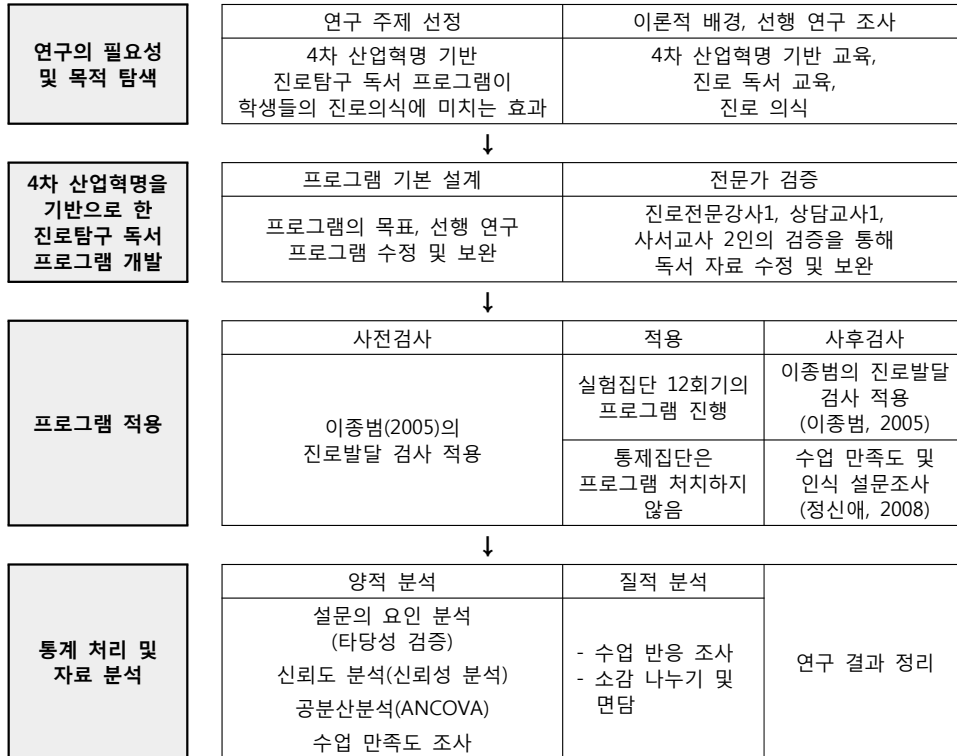 연구의 필요성
및 목적 탐색
연구 주제 선정
이론적 배경, 선행 연구 조사
4차 산업혁명 기반
진로탐구 독서 프로그램이
학생들의 진로의식에 미치는 효과
4차 산업혁명 기반 교육,
진로 독서 교육,
진로 의식
↓
4차 산업혁명을
기반으로 한
진로탐구 독서
프로그램 개발
프로그램 기본 설계
전문가 검증
프로그램의 목표, 선행 연구
프로그램 수정 및 보완
진로전문강사1, 상담교사1,
사서교사 2인의 검증을 통해
독서 자료 수정 및 보완
↓
프로그램 적용
사전검사
적용
사후검사
이종범(2005)의
진로발달 검사 적용
실험집단 12회기의
프로그램 진행
이종범의 진로발달
검사 적용
(이종범, 2005)
통제집단은
프로그램 처치하지
않음
수업 만족도 및
인식 설문조사
(정신애, 2008)
↓
통계 처리 및
자료 분석
양적 분석
질적 분석
설문의 요인 분석
(타당성 검증)
신뢰도 분석(신뢰성 분석)
공분산분석(ANCOVA)
수업 만족도 조사
- 수업 반응 조사
- 소감 나누기 및
면담
연구 결과 정리